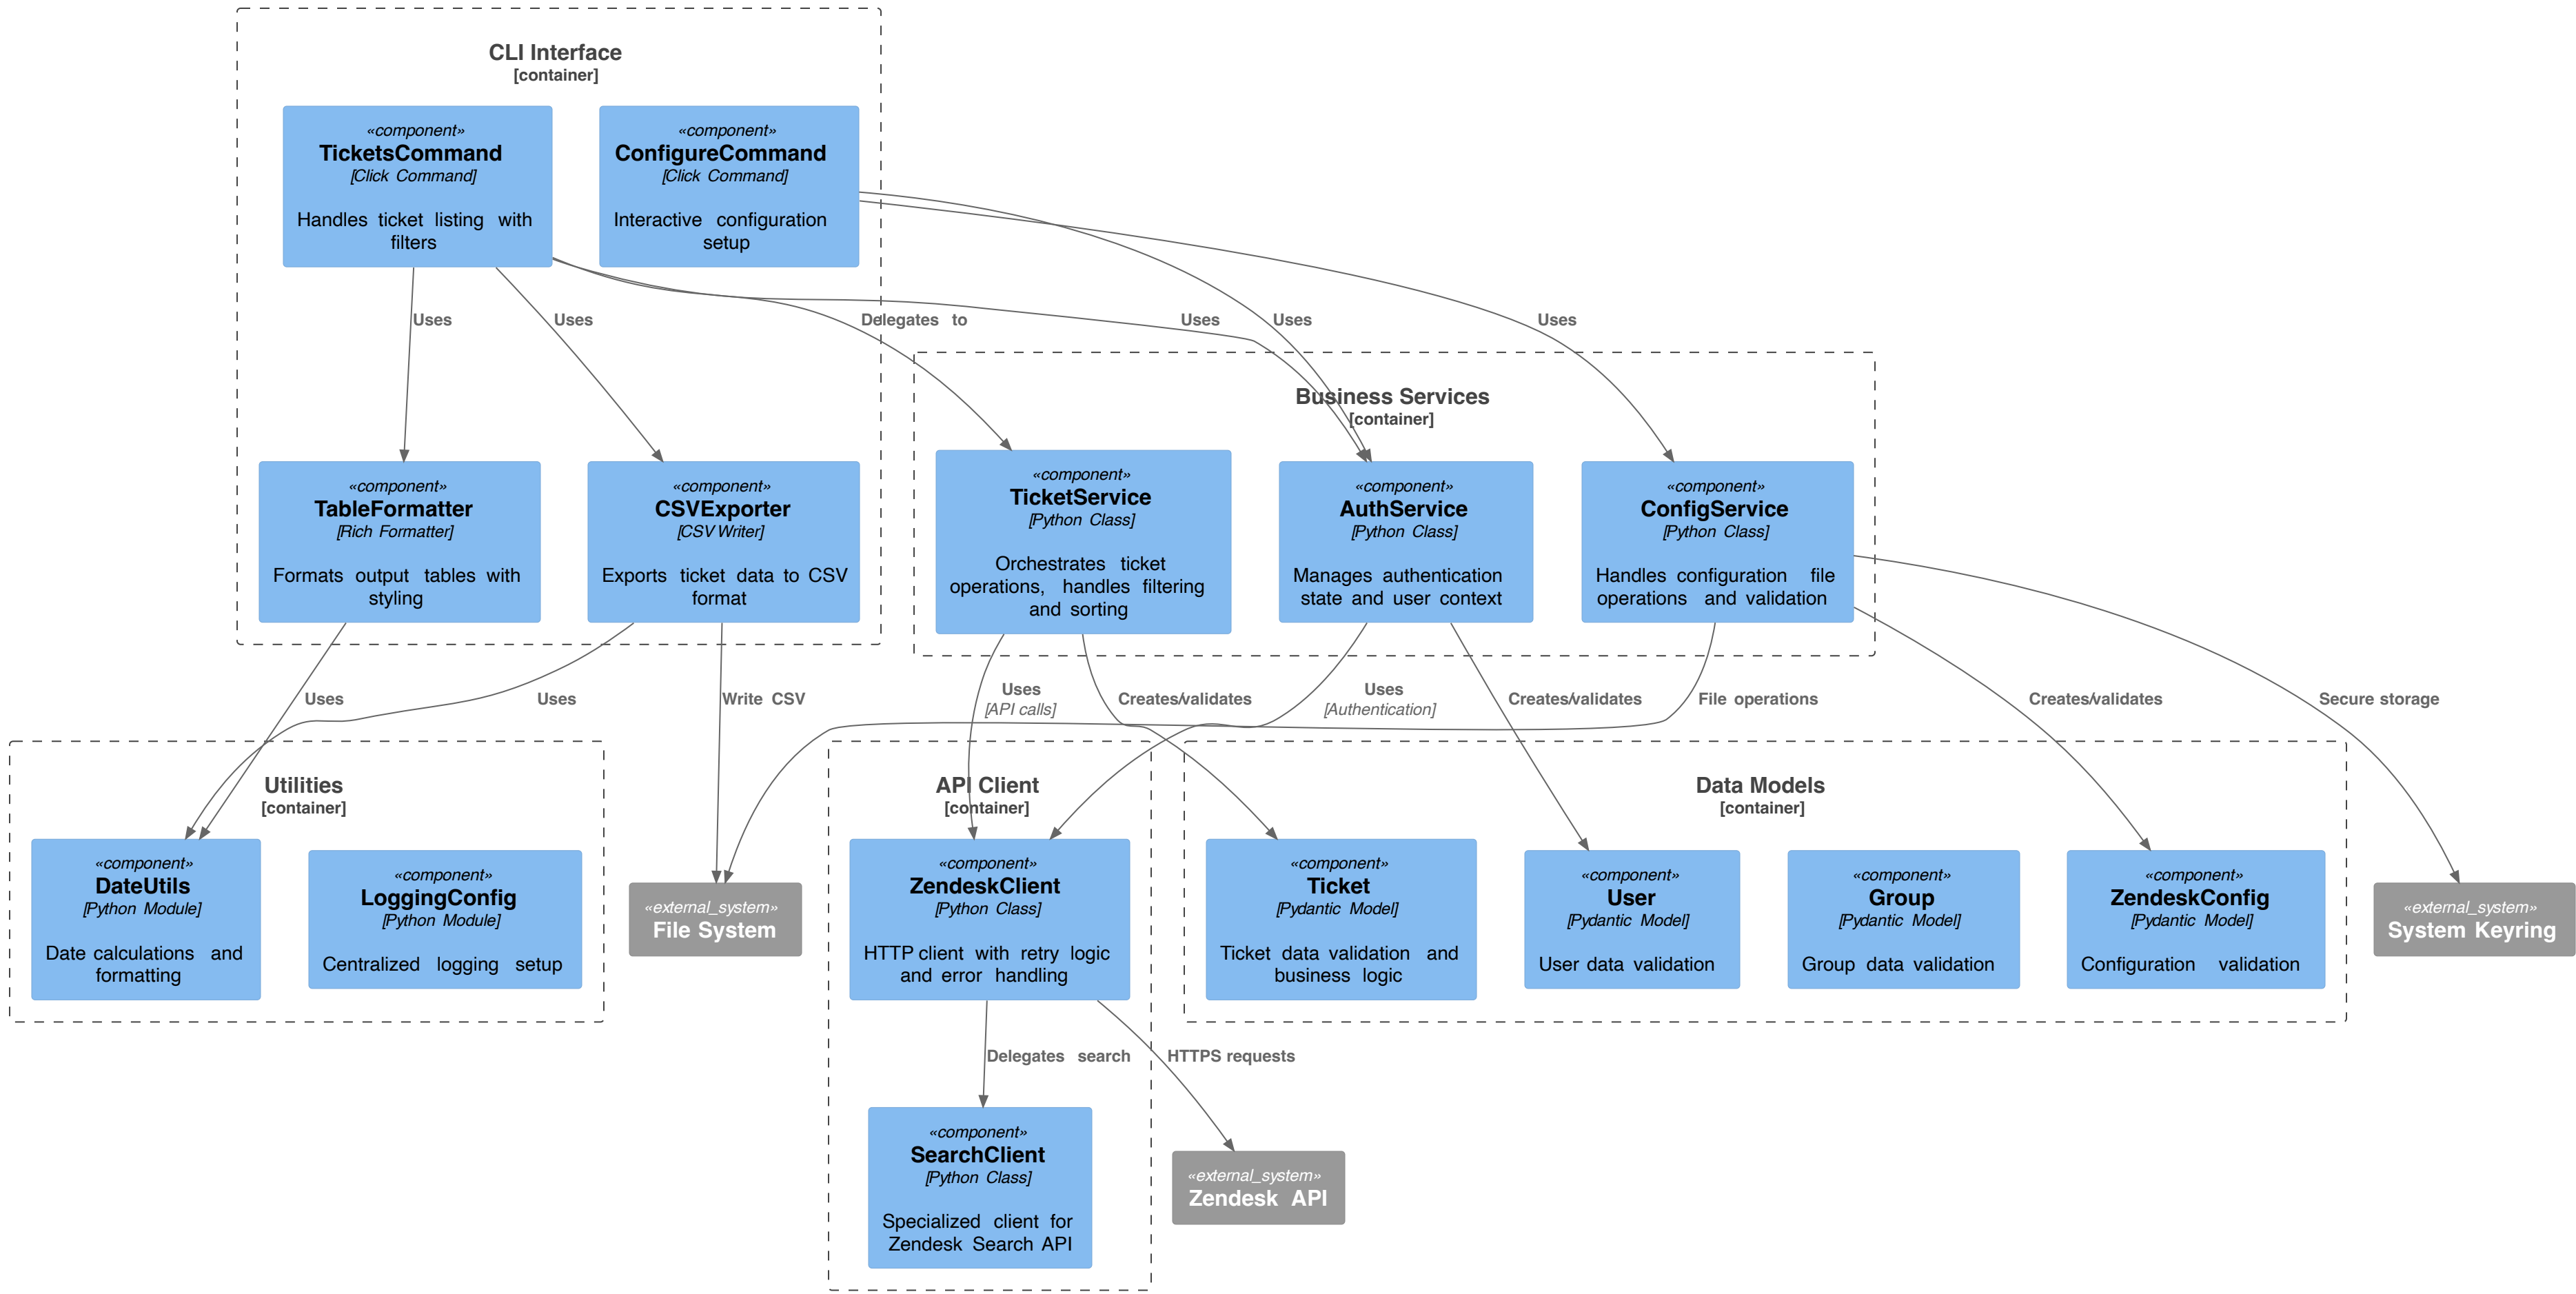 CLI Interface
[container]
«component»
TicketsCommand
[Click Command]
Handles ticket listing with
filters
«component»
ConfigureCommand
[Click Command]
Interactive configuration
setup
Uses
Uses
Delegates to
Uses
Uses
Uses
Business Services
[container]
«component»
TableFormatter
[Rich Formatter]
Formats output tables with
styling
«component»
CSVExporter
[CSV Writer]
Exports ticket data to CSV
format
«component»
TicketService
[Python Class]
Orchestrates ticket
operations, handles filtering
and sorting
«component»
AuthService
[Python Class]
Manages authentication
state and user context
«component»
ConfigService
[Python Class]
Handles configuration file
operations and validation
Uses
Uses
Write CSV
Uses
[API calls]
Creates/validates
Uses
[Authentication]
Creates/validates
File operations
Creates/validates
Secure storage
Utilities
[container]
«component»
DateUtils
[Python Module]
Date calculations and
formatting
«component»
LoggingConfig
[Python Module]
Centralized logging setup
«external_system»
File System
API Client
[container]
«component»
ZendeskClient
[Python Class]
HTTP client with retry logic
and error handling
Data Models
[container]
«component»
Ticket
[Pydantic Model]
Ticket data validation and
business logic
«component»
User
[Pydantic Model]
User data validation
«component»
Group
[Pydantic Model]
Group data validation
«component»
ZendeskConfig
[Pydantic Model]
Configuration validation
«external_system»
System Keyring
Delegates search
HTTPS requests
«component»
SearchClient
[Python Class]
Specialized client for
Zendesk Search API
«external_system»
Zendesk API